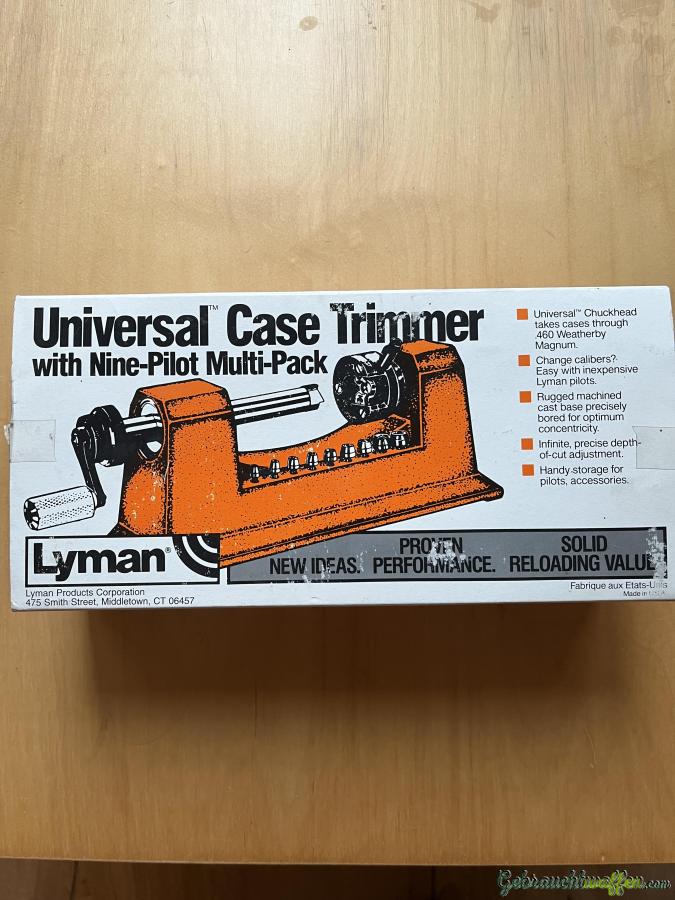 Universal™ Case Trimmer
with Nine-Pilot Multi-Pack
Universal™ Chuckhead
takes cases through
.460 Weatherby
Magnum.
Change calibers?
Easy with inexpensive
Lyman pilots.
Rugged machined
cast base precisely
bored for optimum
concentricity.
Infinite, precise depth-
of-cut adjustment.
Handy storage for
pilots, accessories.
Lyman®
NEW IDEAS. PROVEN PERFORMANCE. SOLID RELOADING VALUE
Lyman Products Corporation
475 Smith Street, Middletown, CT 06457
Fabrique aux Etats-Unis
Made in U.S.A.
Gebrauchtwaffen.com